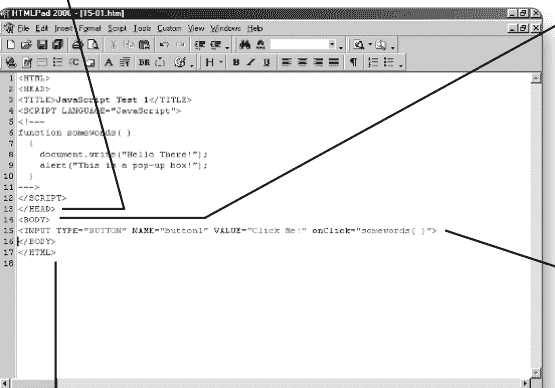 HTMLPad 2000 - [15-01.htm]
File Edit Insert Format Script Tools Custom View Windows Help
1 <HTML>
2 <HEAD>
3 <TITLE>JavaScript Test 1</TITLE>
4 <SCRIPT LANGUAGE="JavaScript">
5 <!---
6 function somewords( )
7 {
8 document.write("Hello There!");
9 alert("This is a pop-up box!");
10 }
11 --->
12 </SCRIPT>
13 </HEAD>
14 <BODY>
15 <INPUT TYPE="BUTTON" NAME="button1" VALUE="Click Me!" onClick="somewords( )">
16 </BODY>
17 </HTML>
18